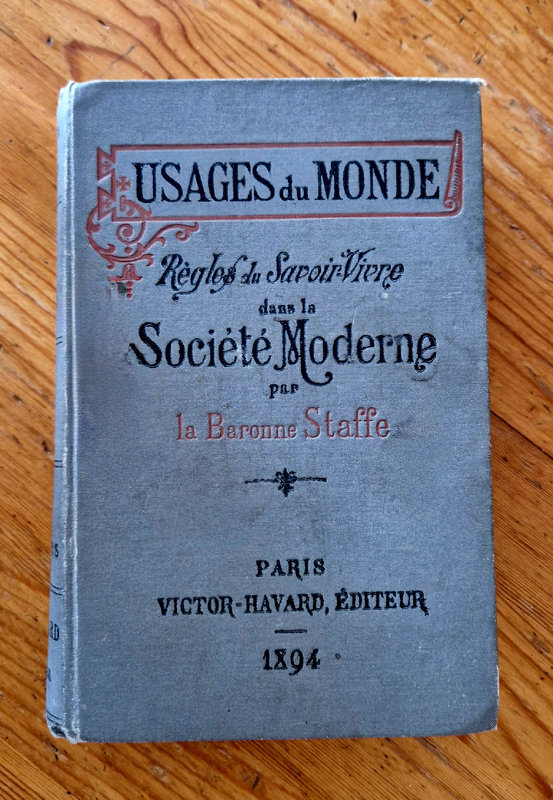 USAGES du MONDE
Règles du Savoir-Vivre
dans la
Société Moderne
par
la Baronne Staffe
PARIS
VICTOR-HAVARD, ÉDITEUR
1894